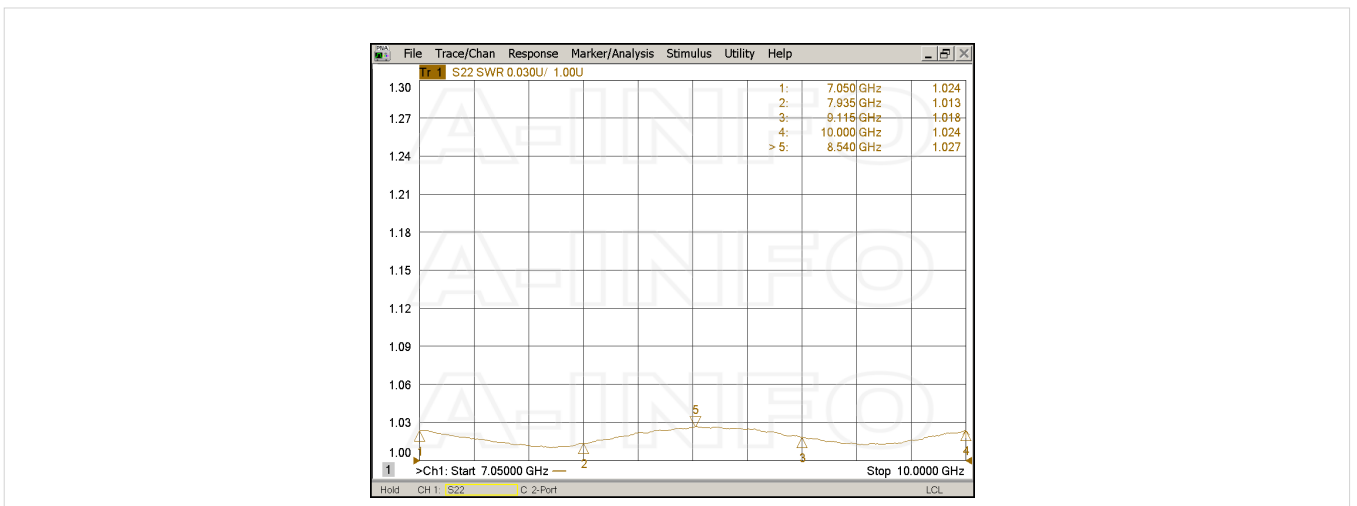 PNA File Trace/Chan Response Marker/Analysis Stimulus Utility Help
Tr 1 S22 SWR 0.030U/ 1.00U
1.30
1: 7.050 GHz 1.024
2: 7.935 GHz 1.013
1.27
3: 9.115 GHz 1.018
4: 10.000 GHz 1.024
> 5: 8.540 GHz 1.027
1.24
A-INFO
1.21
1.18
1.15
A-INFO
1.12
1.09
1.06
A-INFO
5
1.03
1.00
1
2
3
4
1 >Ch1: Start 7.05000 GHz — Stop 10.0000 GHz
Hold CH 1: S22 C 2-Port LCL